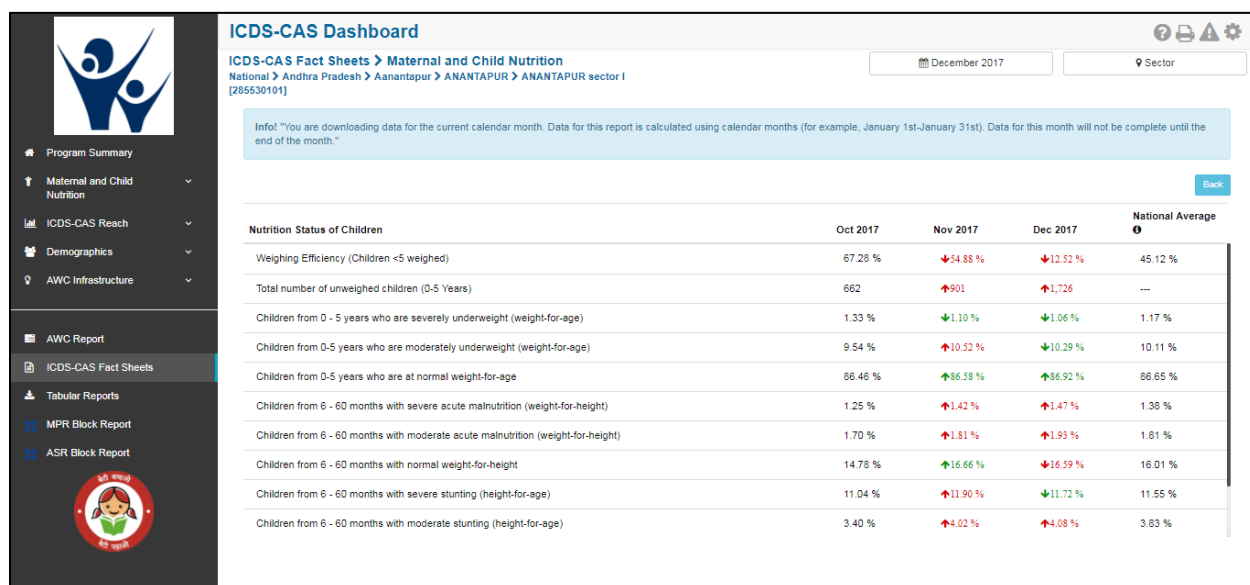 ICDS-CAS Dashboard
ICDS-CAS Fact Sheets > Maternal and Child Nutrition
National > Andhra Pradesh > Aanantapur > ANANTAPUR > ANANTAPUR sector I
[285530101]
December 2017
Sector
Info! "You are downloading data for the current calendar month. Data for this report is calculated using calendar months (for example, January 1st-January 31st). Data for this month will not be complete until the
end of the month."
Back
Program Summary
Maternal and Child
Nutrition
ICDS-CAS Reach
Demographics
AWC Infrastructure
AWC Report
ICDS-CAS Fact Sheets
Tabular Reports
MPR Block Report
ASR Block Report
बेटी बचाओ
बेटी पढ़ाओ
Nutrition Status of Children Oct 2017 Nov 2017 Dec 2017 National Average
Weighing Efficiency (Children <5 weighed) 67.28 % ↓54.88 % ↓12.52 % 45.12 %
Total number of unweighed children (0-5 Years) 662 ↑901 ↑1,726 ---
Children from 0 - 5 years who are severely underweight (weight-for-age) 1.33 % ↓1.10 % ↓1.06 % 1.17 %
Children from 0-5 years who are moderately underweight (weight-for-age) 9.54 % ↑10.52 % ↓10.29 % 10.11 %
Children from 0-5 years who are at normal weight-for-age 86.46 % ↑86.58 % ↑86.92 % 86.65 %
Children from 6 - 60 months with severe acute malnutrition (weight-for-height) 1.25 % ↑1.42 % ↑1.47 % 1.38 %
Children from 6 - 60 months with moderate acute malnutrition (weight-for-height) 1.70 % ↑1.81 % ↑1.93 % 1.81 %
Children from 6 - 60 months with normal weight-for-height 14.78 % ↑16.66 % ↓16.59 % 16.01 %
Children from 6 - 60 months with severe stunting (height-for-age) 11.04 % ↑11.90 % ↓11.72 % 11.55 %
Children from 6 - 60 months with moderate stunting (height-for-age) 3.40 % ↑4.02 % ↑4.08 % 3.83 %